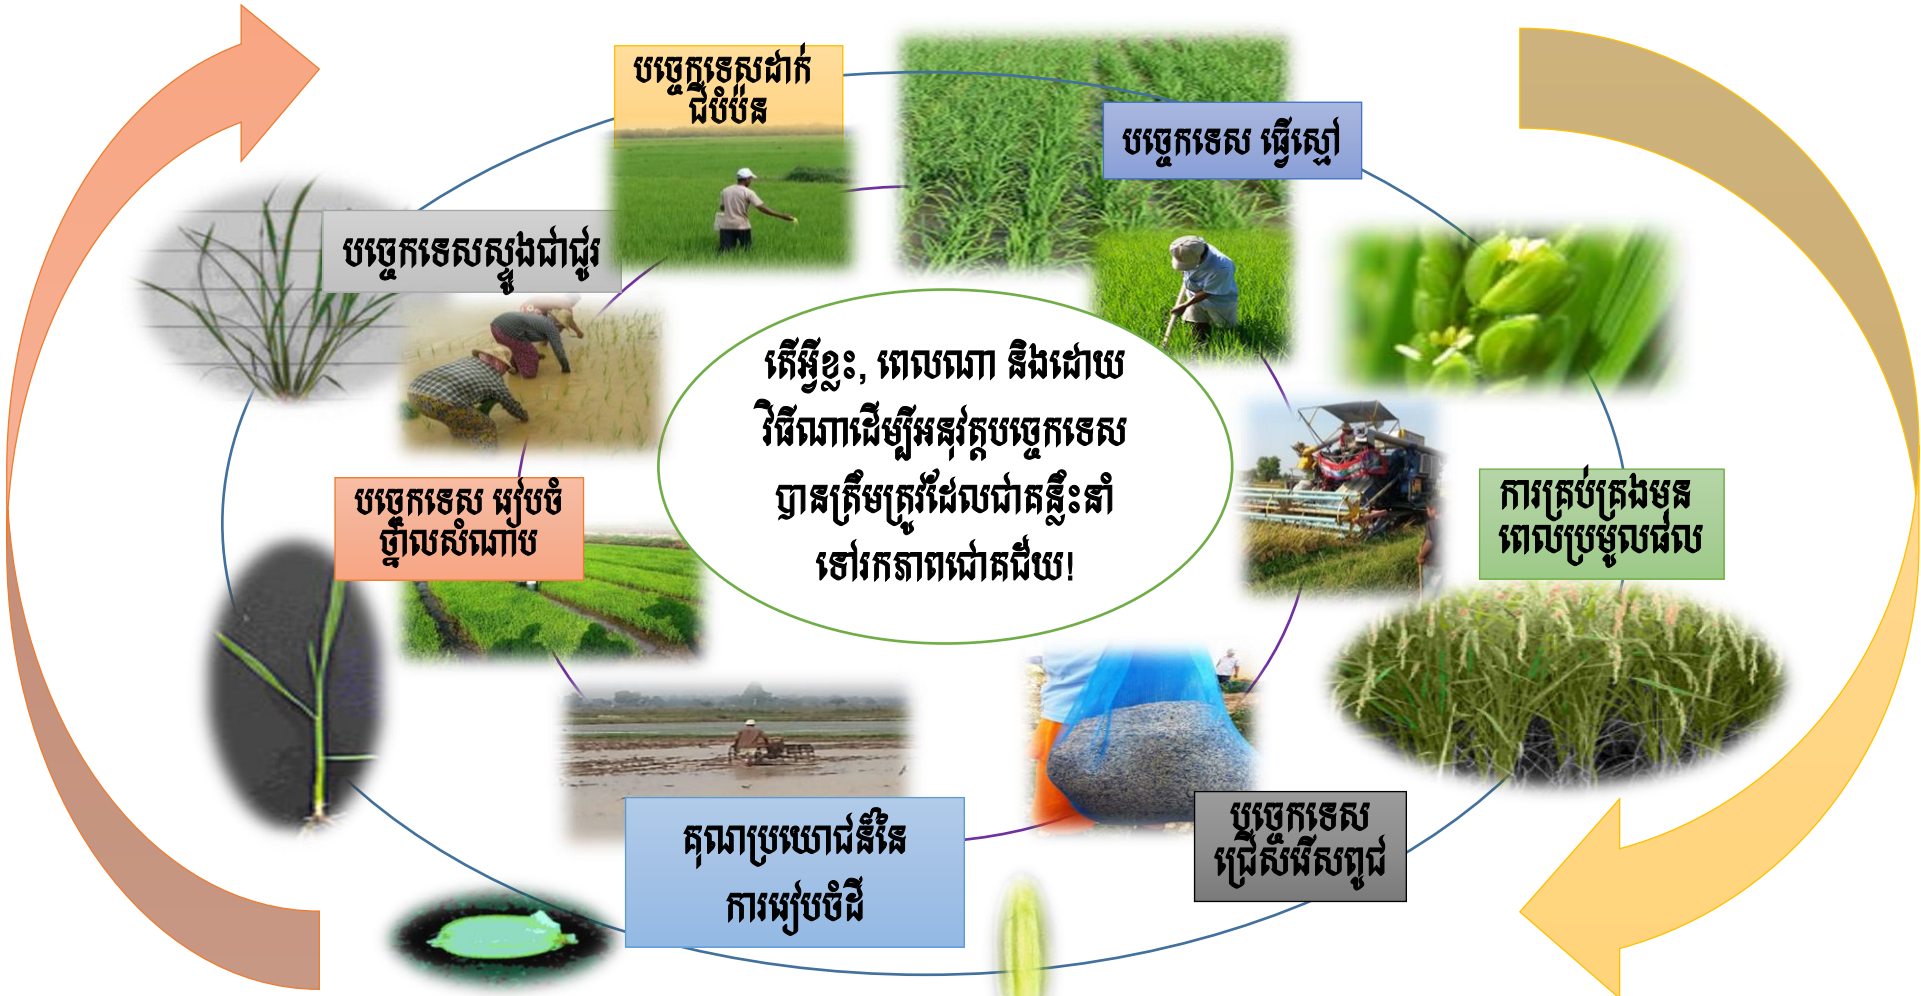 បច្ចេកទេសដាក់
ជីបំប៉ន
បច្ចេកទេស ធ្វើស្មៅ
បច្ចេកទេសស្ទូងជាជួរ
តើអ្វីខ្លះ, ពេលណា និងដោយ
វិធីណាដើម្បីអនុវត្តបច្ចេកទេស
បានត្រឹមត្រូវដែលជាគន្លឹះនាំ
ទៅរកភាពជោគជ័យ!
បច្ចេកទេស រៀបចំ
ថ្នាលសំណាប
ការគ្រប់គ្រងមុន
ពេលប្រមូលផល
គុណប្រយោជន៍នៃ
ការរៀបចំដី
បច្ចេកទេស
ជ្រើសរើសពូជ